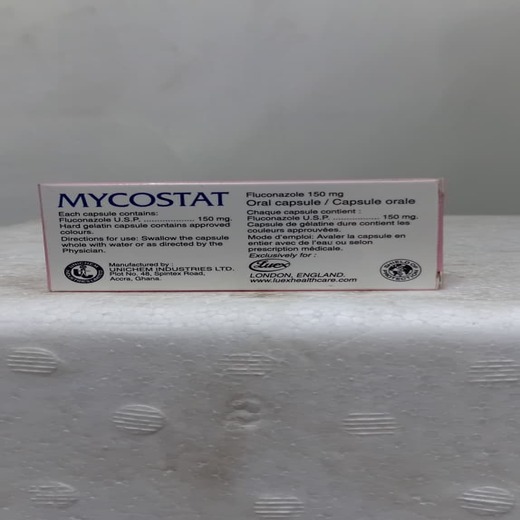 MYCOSTAT
Each capsule contains:
Fluconazole U.S.P. .................... 150 mg.
Hard gelatin capsule contains approved
colours.
Directions for use: Swallow the capsule
whole with water or as directed by the
Physician.
Manufactured by :
UNICHEM INDUSTRIES LTD.
Plot No. 48, Spintex Road,
Accra, Ghana.
Fluconazole 150 mg
Oral capsule / Capsule orale
Chaque capsule contient :
Fluconazole U.S.P. .................. 150 mg.
Capsule de gélatine dure contient les
couleurs approuvées.
Mode d'emploi: Avaler la capsule en
entier avec de l'eau ou selon
prescription médicale.
Exclusively for :
luex
LONDON, ENGLAND.
www.luexhealthcare.com